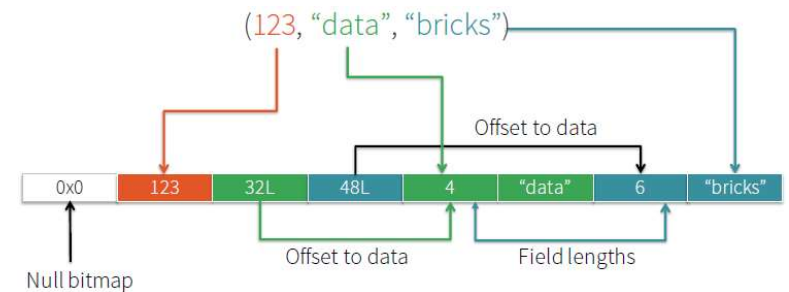 (123, “data”, “bricks”)
Offset to data
0x0 123 32L 48L 4 “data” 6 “bricks”
Offset to data Field lengths
Null bitmap